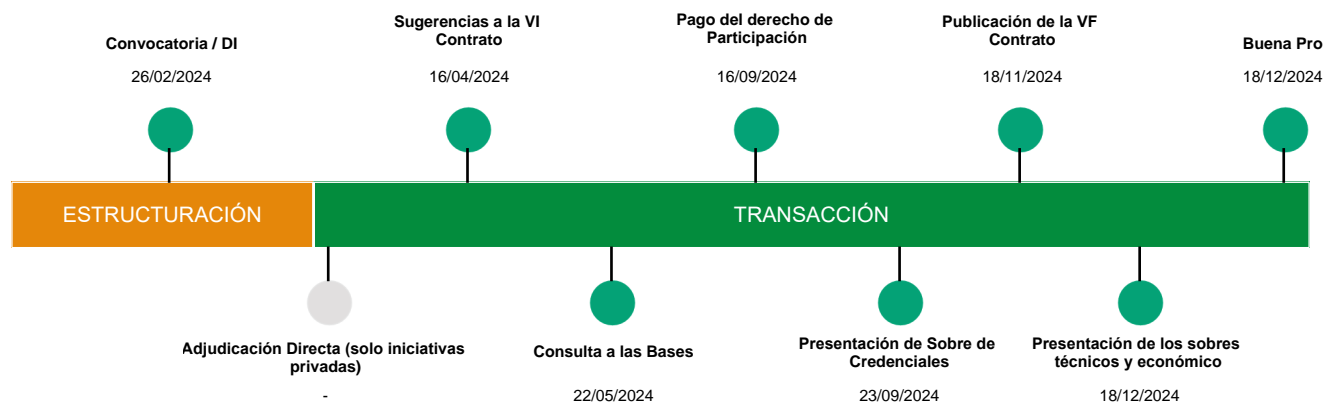 Convocatoria / DI
26/02/2024
Sugerencias a la VI
Contrato
16/04/2024
Pago del derecho de
Participación
16/09/2024
Publicación de la VF
Contrato
18/11/2024
Buena Pro
18/12/2024
ESTRUCTURACIÓN
TRANSACCIÓN
Adjudicación Directa (solo iniciativas
privadas)
-
Consulta a las Bases
22/05/2024
Presentación de Sobre de
Credenciales
23/09/2024
Presentación de los sobres
técnicos y económico
18/12/2024